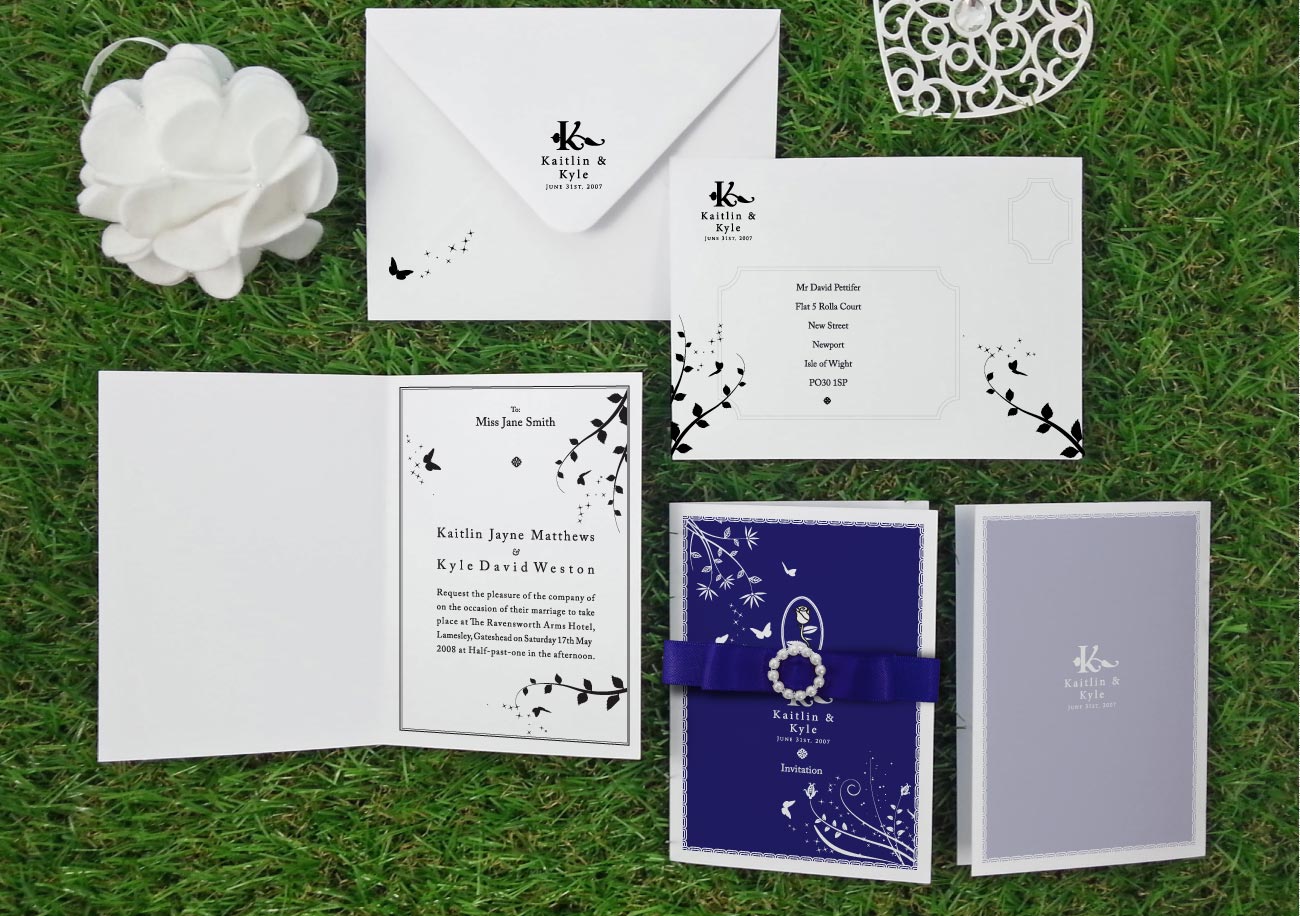 K
Kaitlin &
Kyle
June 31st, 2007
K
Kaitlin &
Kyle
June 31st, 2007
Mr David Pettifer
Flat 5 Rolla Court
New Street
Newport
Isle of Wight
PO30 1SP
To:
Miss Jane Smith
Kaitlin Jayne Matthews
&
Kyle David Weston
Request the pleasure of the company of
on the occasion of their marriage to take
place at The Ravensworth Arms Hotel,
Lamesley, Gateshead on Saturday 17th May
2008 at Half-past-one in the afternoon.
Kaitlin &
Kyle
June 31st, 2007
Invitation
K
Kaitlin &
Kyle
June 31st, 2007